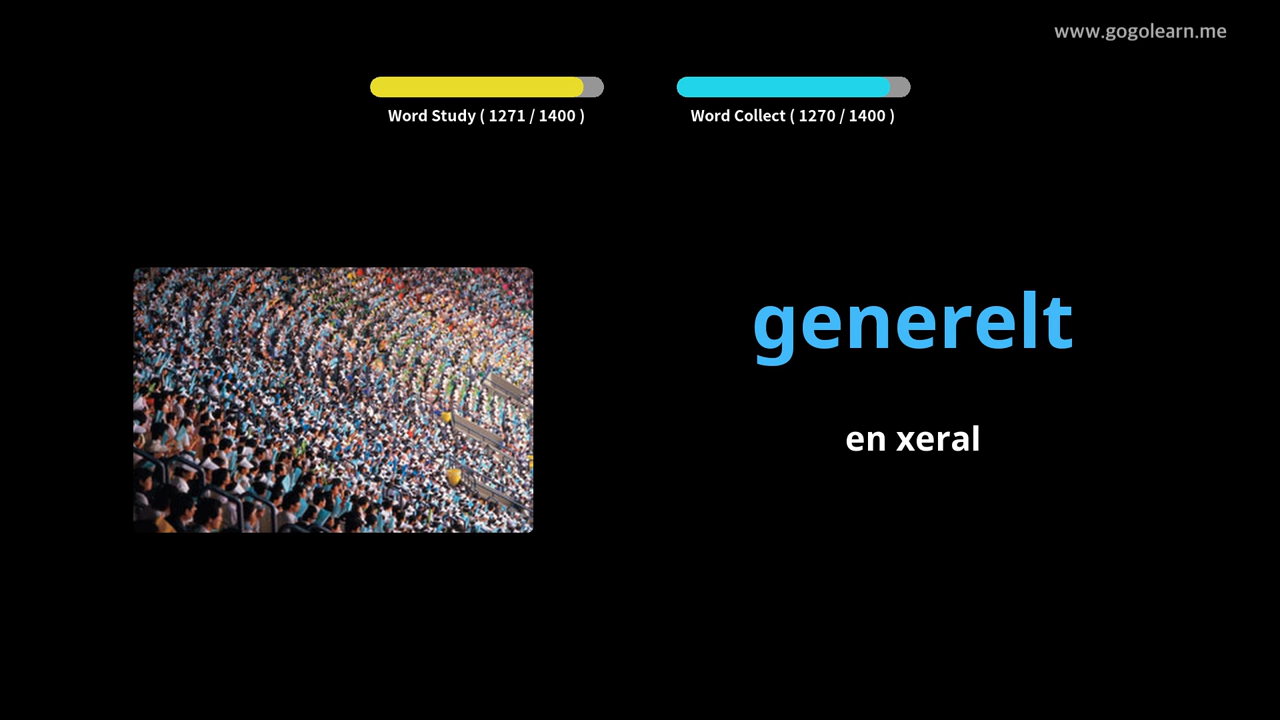 www.gogolearn.me
Word Study ( 1271 / 1400 )
Word Collect ( 1270 / 1400 )
generelt
en xeral